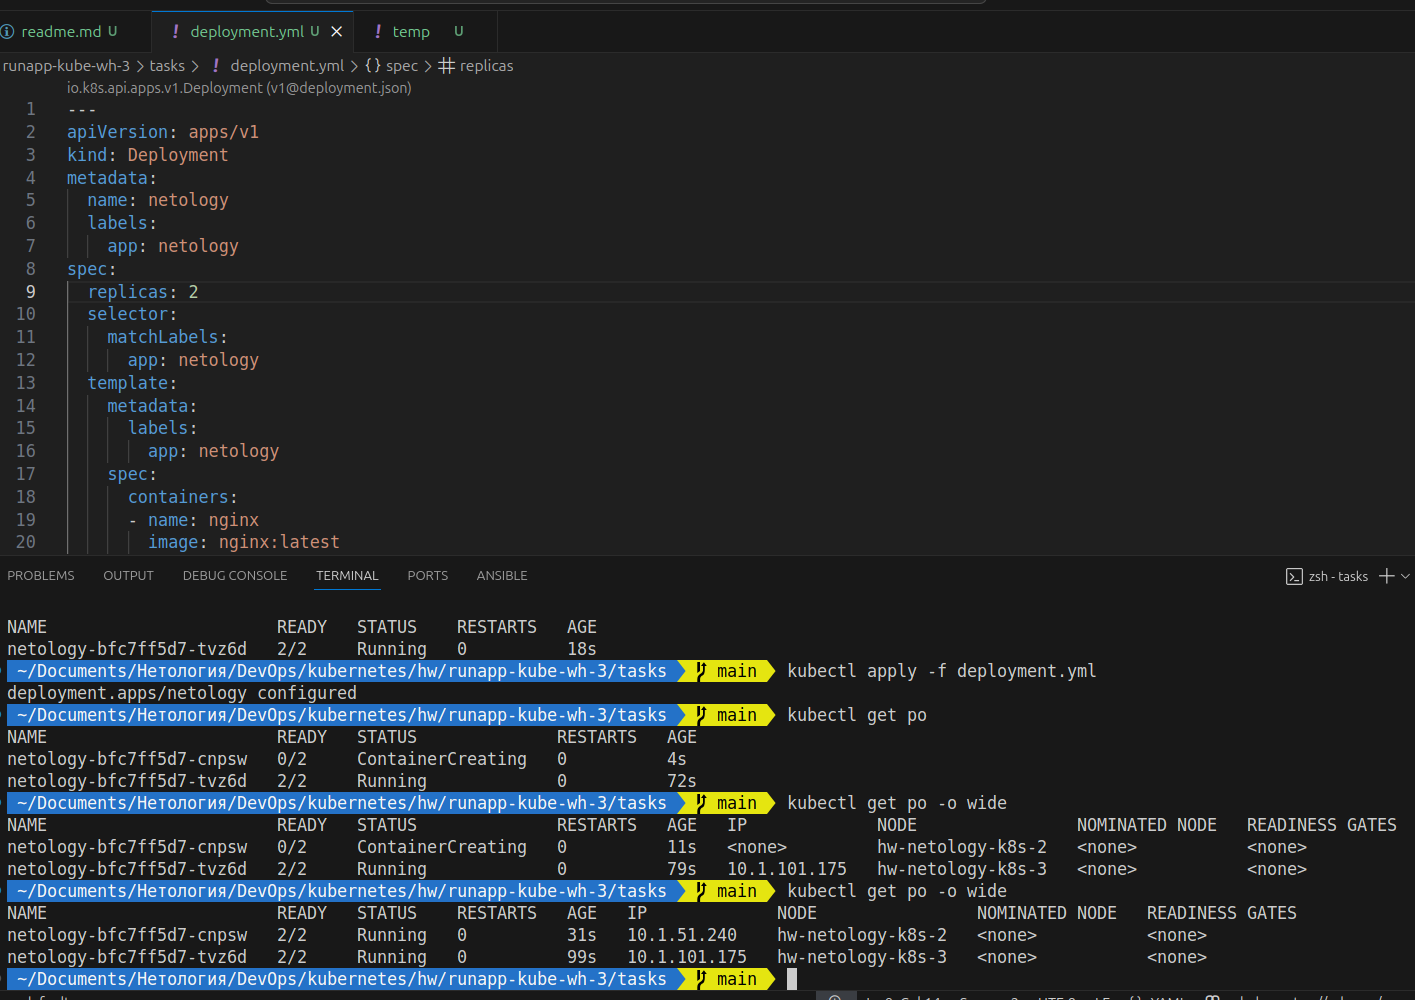 readme.md U
! deployment.yml U ×
! temp U
runapp-kube-wh-3 > tasks > ! deployment.yml > {} spec > # replicas
io.k8s.api.apps.v1.Deployment (v1@deployment.json)
1 ---
2 apiVersion: apps/v1
3 kind: Deployment
4 metadata:
5   name: netology
6   labels:
7     app: netology
8 spec:
9   replicas: 2
10   selector:
11     matchLabels:
12       app: netology
13   template:
14     metadata:
15       labels:
16         app: netology
17     spec:
18       containers:
19       - name: nginx
20         image: nginx:latest
PROBLEMS OUTPUT DEBUG CONSOLE TERMINAL PORTS ANSIBLE zsh - tasks
NAME READY STATUS RESTARTS AGE
netology-bfc7ff5d7-tvz6d 2/2 Running 0 18s
~/Documents/Нетология/DevOps/kubernetes/hw/runapp-kube-wh-3/tasks main kubectl apply -f deployment.yml
deployment.apps/netology configured
~/Documents/Нетология/DevOps/kubernetes/hw/runapp-kube-wh-3/tasks main kubectl get po
NAME READY STATUS RESTARTS AGE
netology-bfc7ff5d7-cnpsw 0/2 ContainerCreating 0 4s
netology-bfc7ff5d7-tvz6d 2/2 Running 0 72s
~/Documents/Нетология/DevOps/kubernetes/hw/runapp-kube-wh-3/tasks main kubectl get po -o wide
NAME READY STATUS RESTARTS AGE IP NODE NOMINATED NODE READINESS GATES
netology-bfc7ff5d7-cnpsw 0/2 ContainerCreating 0 11s <none> hw-netology-k8s-2 <none> <none>
netology-bfc7ff5d7-tvz6d 2/2 Running 0 79s 10.1.101.175 hw-netology-k8s-3 <none> <none>
~/Documents/Нетология/DevOps/kubernetes/hw/runapp-kube-wh-3/tasks main kubectl get po -o wide
NAME READY STATUS RESTARTS AGE IP NODE NOMINATED NODE READINESS GATES
netology-bfc7ff5d7-cnpsw 2/2 Running 0 31s 10.1.51.240 hw-netology-k8s-2 <none> <none>
netology-bfc7ff5d7-tvz6d 2/2 Running 0 99s 10.1.101.175 hw-netology-k8s-3 <none> <none>
~/Documents/Нетология/DevOps/kubernetes/hw/runapp-kube-wh-3/tasks main